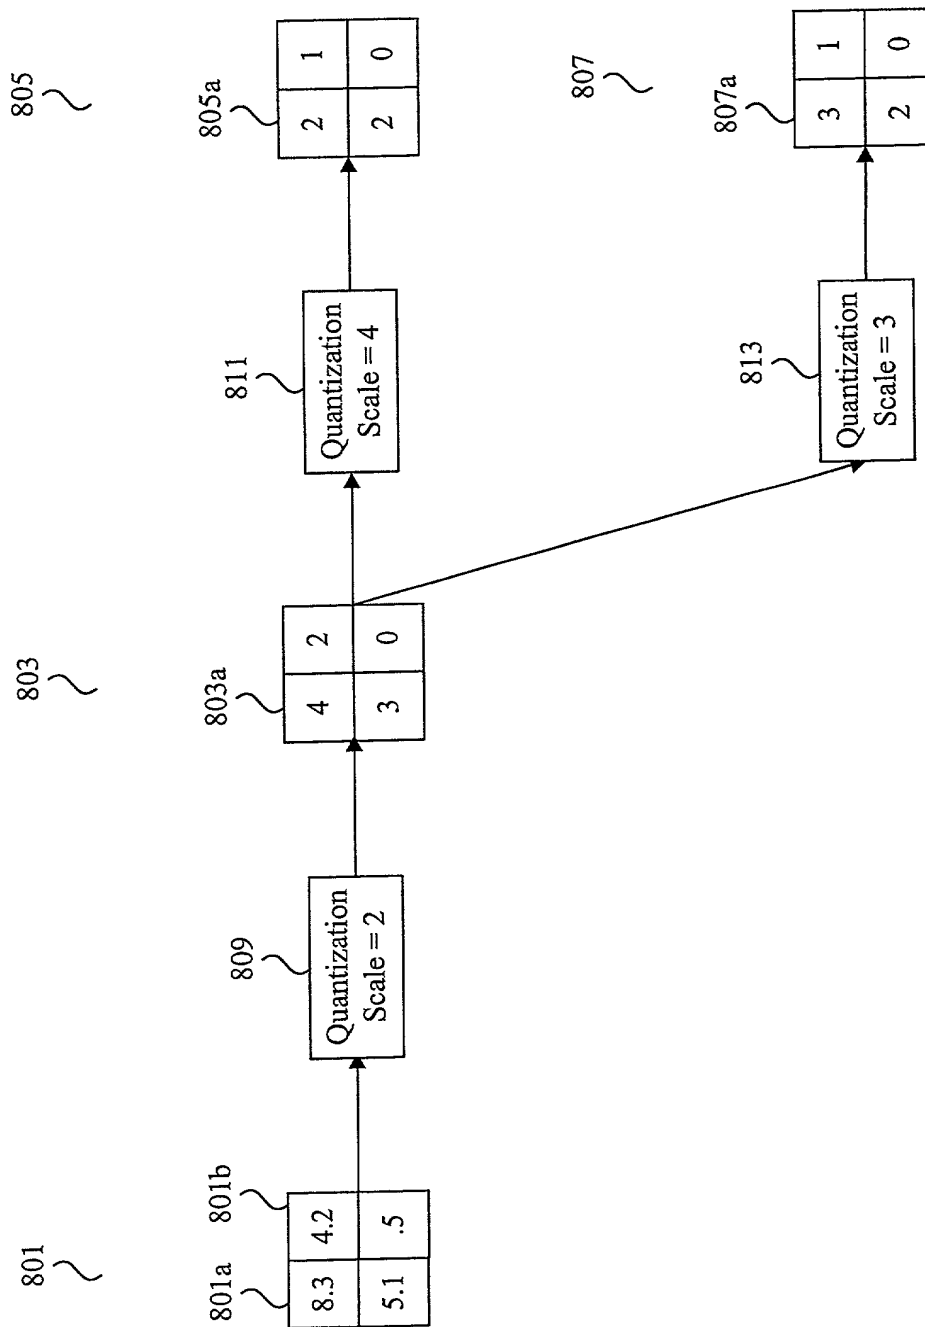 801
803
805
801a
801b
8.3 4.2
5.1 .5
809
Quantization
Scale = 2
803a
4 2
3 0
811
Quantization
Scale = 4
805a
2 1
2 0
807
813
Quantization
Scale = 3
807a
3 1
2 0